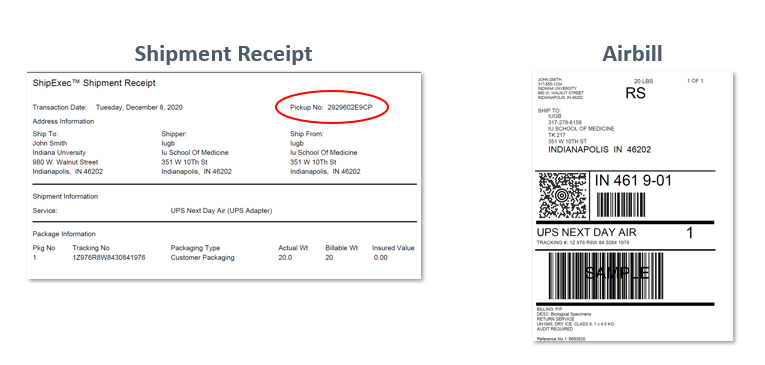 Shipment Receipt
ShipExec™ Shipment Receipt
Transaction Date: Tuesday, December 8, 2020 Pickup No: 2929602E9CP
Address Information
Ship To: Shipper: Ship From:
John Smith Iugb Iugb
Indiana Unversity Iu School Of Medicine Iu School Of Medicine
980 W. Walnut Street 351 W 10Th St 351 W 10Th St
Indianapolis, IN 46202 Indianapolis, IN 46202 Indianapolis, IN 46202
Shipment Information
Service: UPS Next Day Air (UPS Adapter)
Package Information
Pkg No Tracking No Packaging Type Actual Wt Billable Wt Insured Value
1 1Z976R8W8430841976 Customer Packaging 20.0 20 0.00
Airbill
JOHN SMITH 20 LBS 1 OF 1
317-555-1234
INDIANA UNIVERSITY RS
980 W. WALNUT STREET
INDIANAPOLIS IN 46202
SHIP TO:
IUGB
317-278-6158
IU SCHOOL OF MEDICINE
TK 217
351 W 10TH ST
INDIANAPOLIS IN 46202
IN 461 9-01
UPS NEXT DAY AIR 1
TRACKING #: 1Z 976 R8W 84 3084 1976
SAMPLE
BILLING: P/P
DESC: Biological Specimens
RETURN SERVICE
UN1845, DRY ICE, CLASS 9, 1 x 4.5 KG
AUDIT REQUIRED
Reference No.1: 6683630